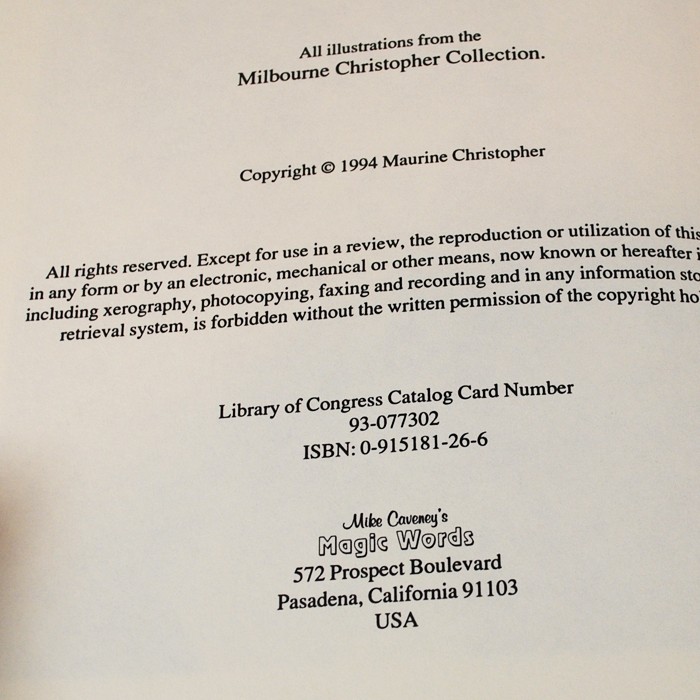 All illustrations from the
Milbourne Christopher Collection.
Copyright © 1994 Maurine Christopher
All rights reserved. Except for use in a review, the reproduction or utilization of this
in any form or by an electronic, mechanical or other means, now known or hereafter
including xerography, photocopying, faxing and recording and in any information
retrieval system, is forbidden without the written permission of the copyright
Library of Congress Catalog Card Number
93-077302
ISBN: 0-915181-26-6
Mike Caveney's
Magic Words
572 Prospect Boulevard
Pasadena, California 91103
USA